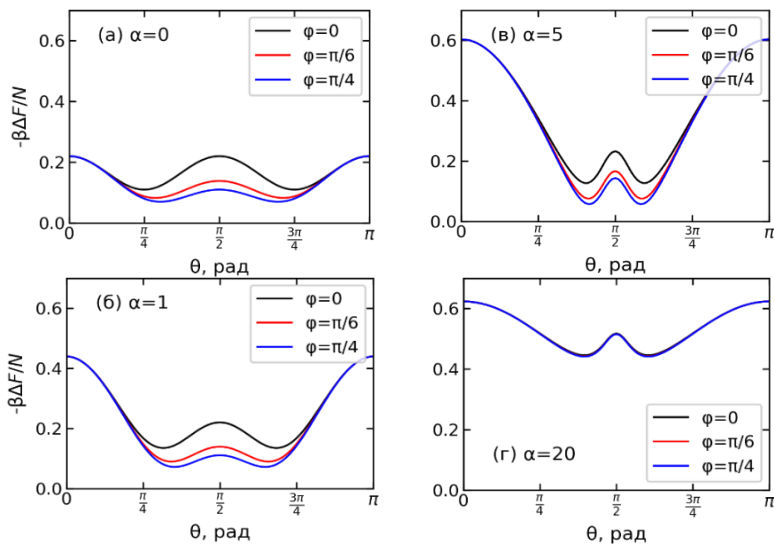 (а) α=0
φ=0
φ=π/6
φ=π/4
-βΔF/N
0.6
0.4
0.2
0.0
0
π/4
π/2
3π/4
π
θ, рад
(в) α=5
φ=0
φ=π/6
φ=π/4
0.6
0.4
0.2
0.0
0
π/4
π/2
3π/4
π
θ, рад
(б) α=1
φ=0
φ=π/6
φ=π/4
-βΔF/N
0.6
0.4
0.2
0.0
0
π/4
π/2
3π/4
π
θ, рад
(г) α=20
φ=0
φ=π/6
φ=π/4
0.6
0.4
0.2
0.0
0
π/4
π/2
3π/4
π
θ, рад